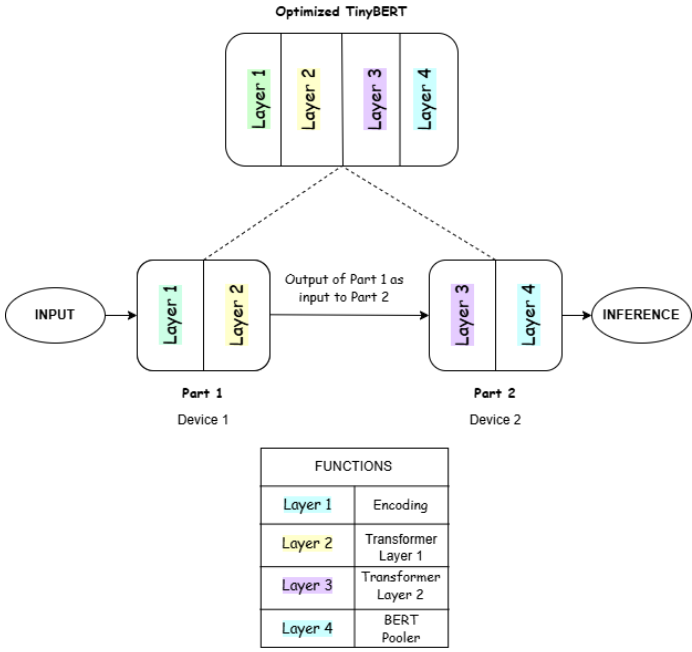 Optimized TinyBERT
Layer 1
Layer 2
Layer 3
Layer 4
INPUT
Layer 1
Layer 2
Output of Part 1 as
input to Part 2
Layer 3
Layer 4
INFERENCE
Part 1
Device 1
Part 2
Device 2
FUNCTIONS
Layer 1
Encoding
Layer 2
Transformer
Layer 1
Layer 3
Transformer
Layer 2
Layer 4
BERT
Pooler